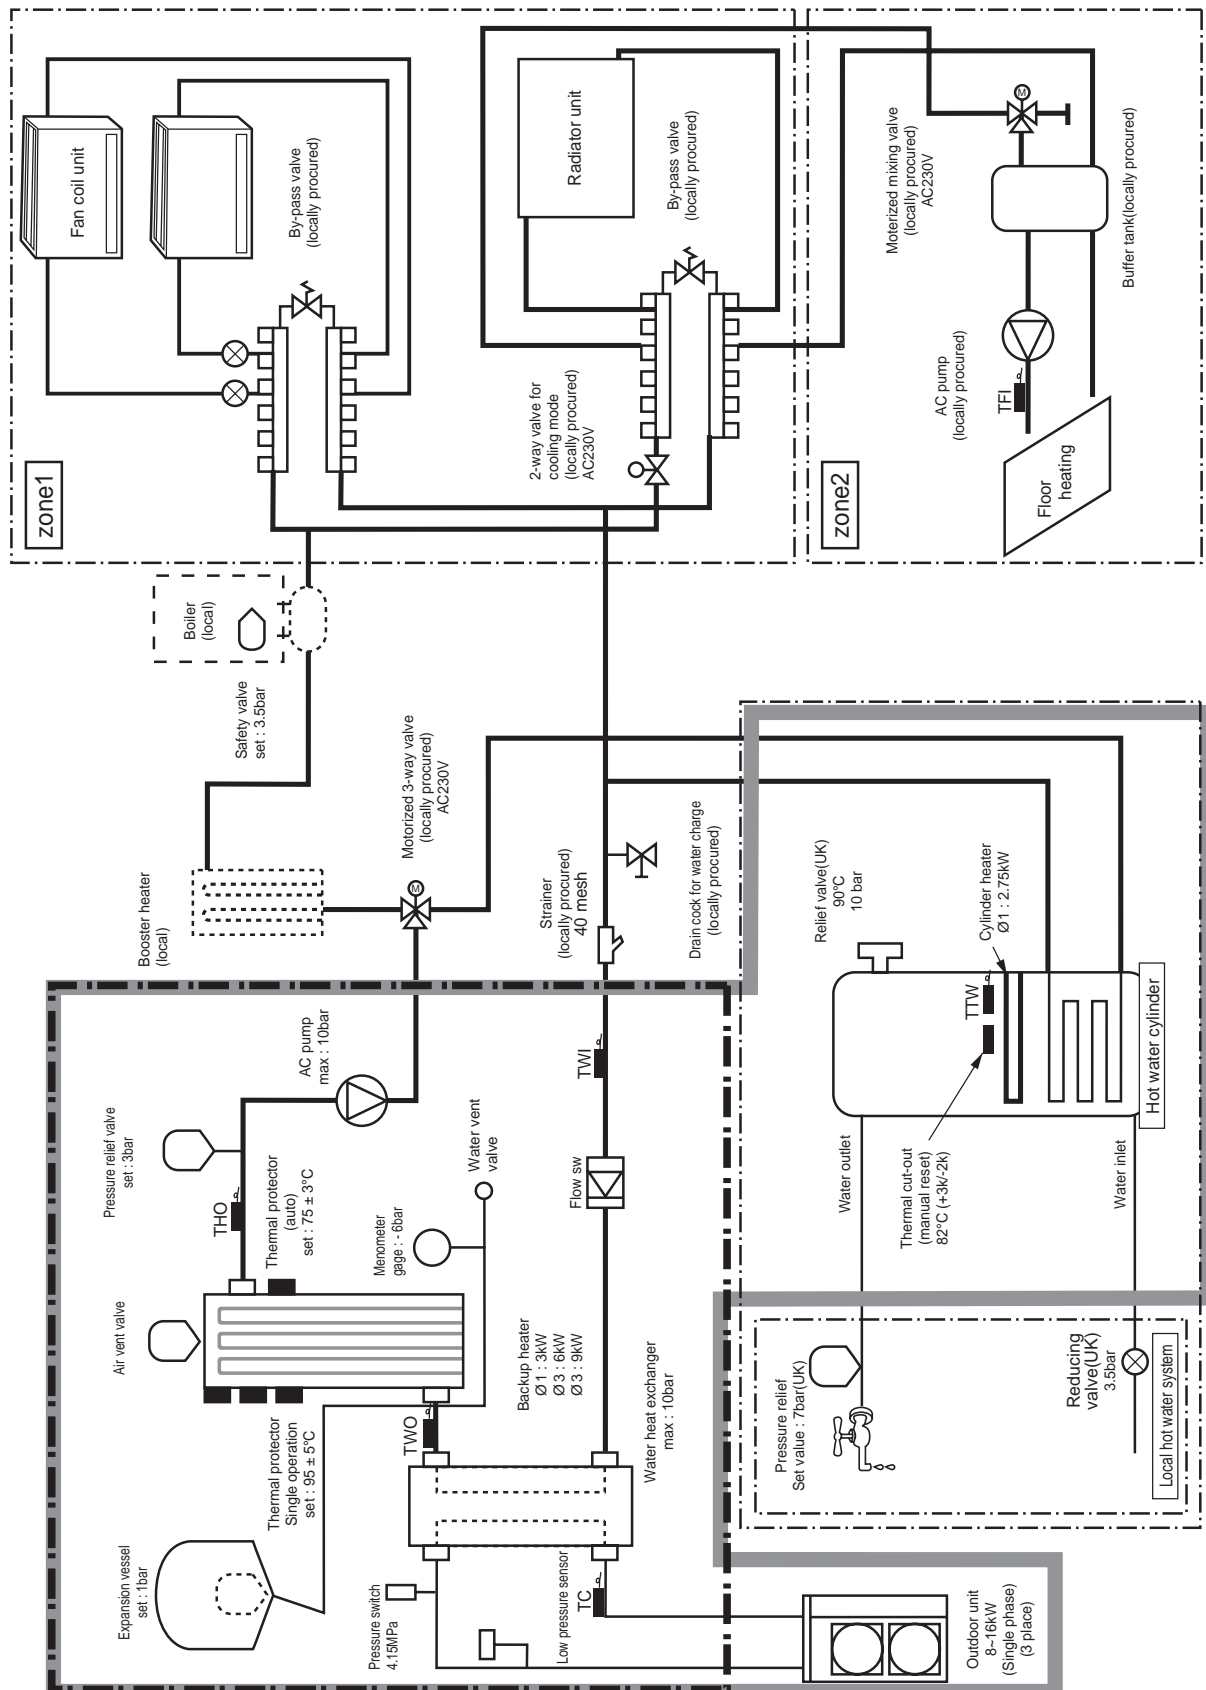 zone1
Fan coil unit
By-pass valve
(locally procured)
Radiator unit
By-pass valve
(locally procured)
2-way valve for
cooling mode
(locally procured)
AC230V
zone2
Moterized mixing valve
(locally procured)
AC230V
M
Buffer tank(locally procured)
AC pump
(locally procured)
TFI
Floor
heating
Boiler
(local)
Safety valve
set : 3.5bar
Booster heater
(local)
Motorized 3-way valve
(locally procured)
AC230V
M
Strainer
(locally procured)
40 mesh
Drain cock for water charge
(locally procured)
Relief valve(UK)
90°C
10 bar
Cylinder heater
Ø1 : 2.75kW
TTW
Hot water cylinder
Thermal cut-out
(manual reset)
82°C (+3k/-2k)
Water outlet
Water inlet
Pressure relief
Set value : 7bar(UK)
Reducing
valve(UK)
3.5bar
Local hot water system
AC pump
max : 10bar
TWI
Pressure relief valve
set : 3bar
THO
Thermal protector
(auto)
set : 75 ± 3°C
Menometer
gage : - 6bar
Water vent
valve
Flow sw
Air vent valve
Backup heater
Ø1 : 3kW
Ø3 : 6kW
Ø3 : 9kW
Water heat exchanger
max : 10bar
TWO
Thermal protector
Single operation
set : 95 ± 5°C
Expansion vessel
set : 1bar
Pressure switch
4.15MPa
Low pressure sensor
TC
Outdoor unit
8~16kW
(Single phase)
(3 place)